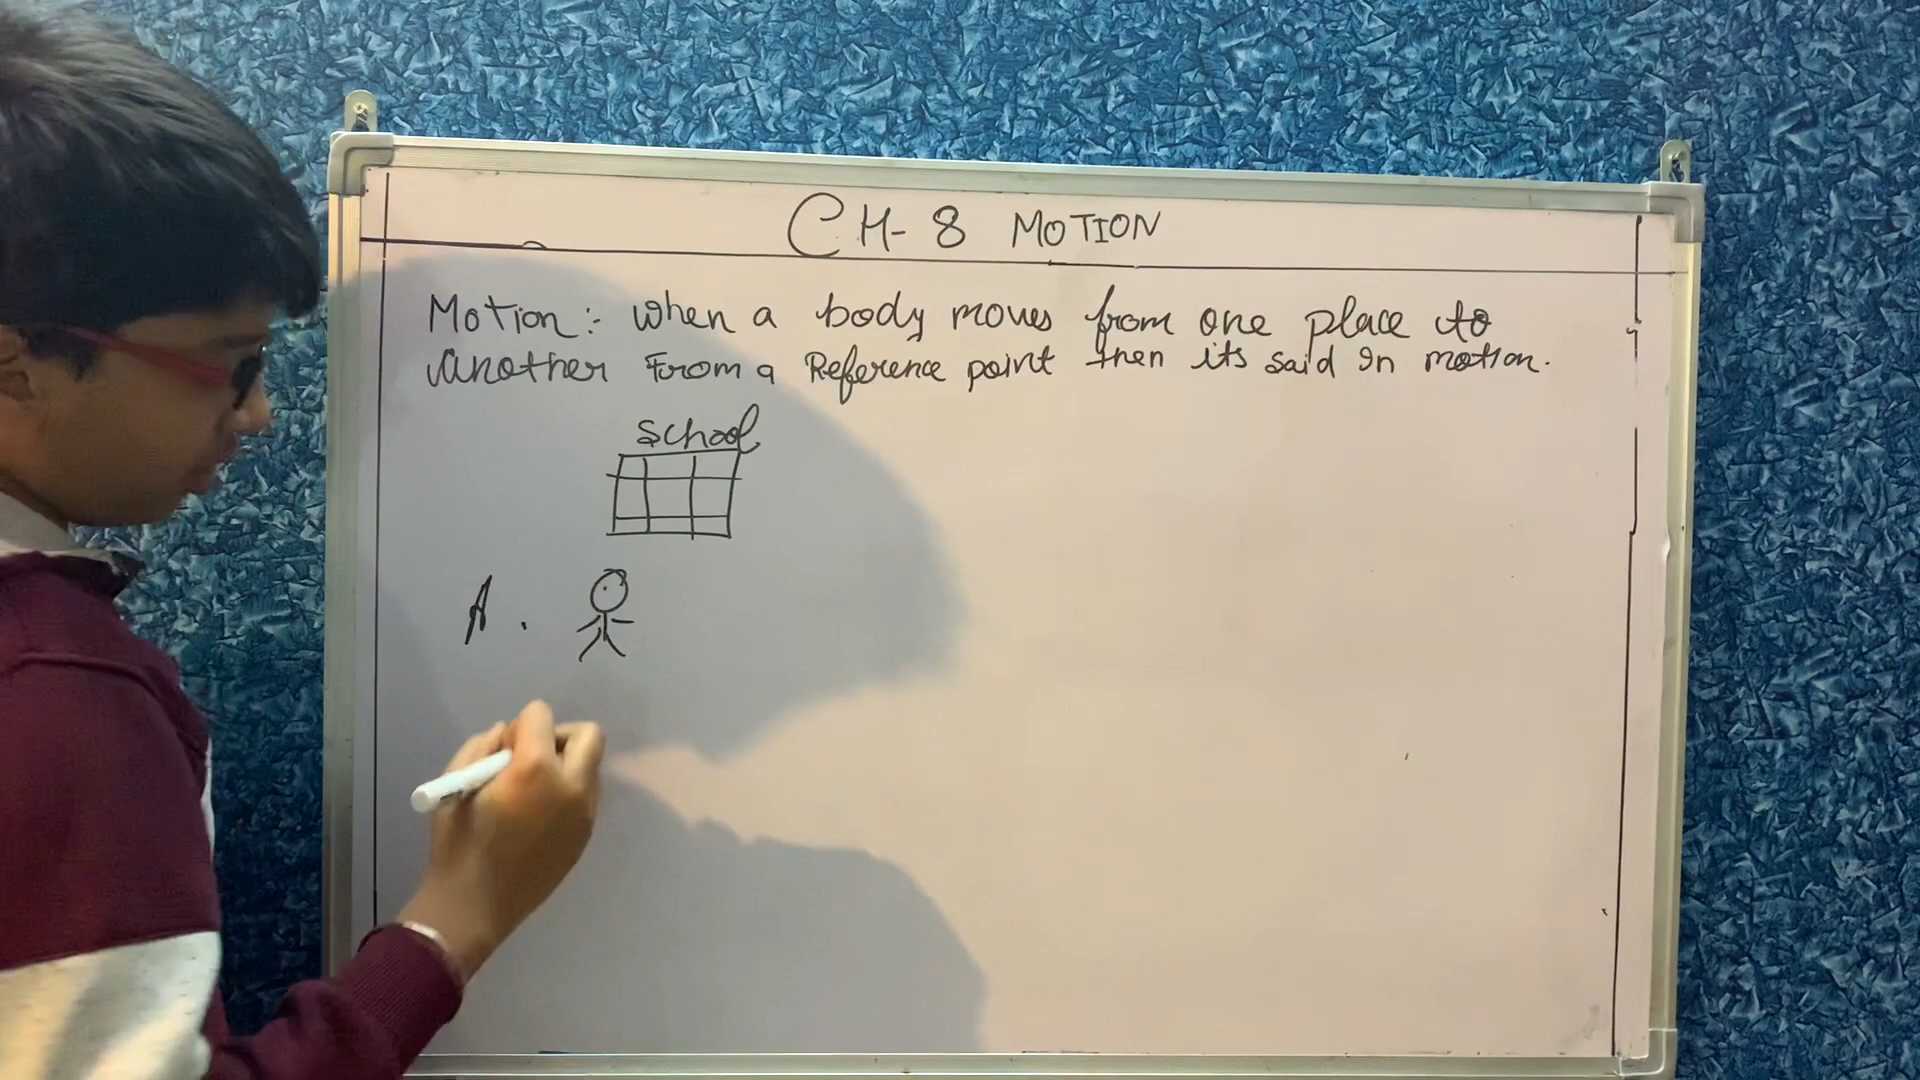 CH- 8 MOTION
Motion :- when a body moves from one place to
another From a Reference point then its said In motion.
School
A .